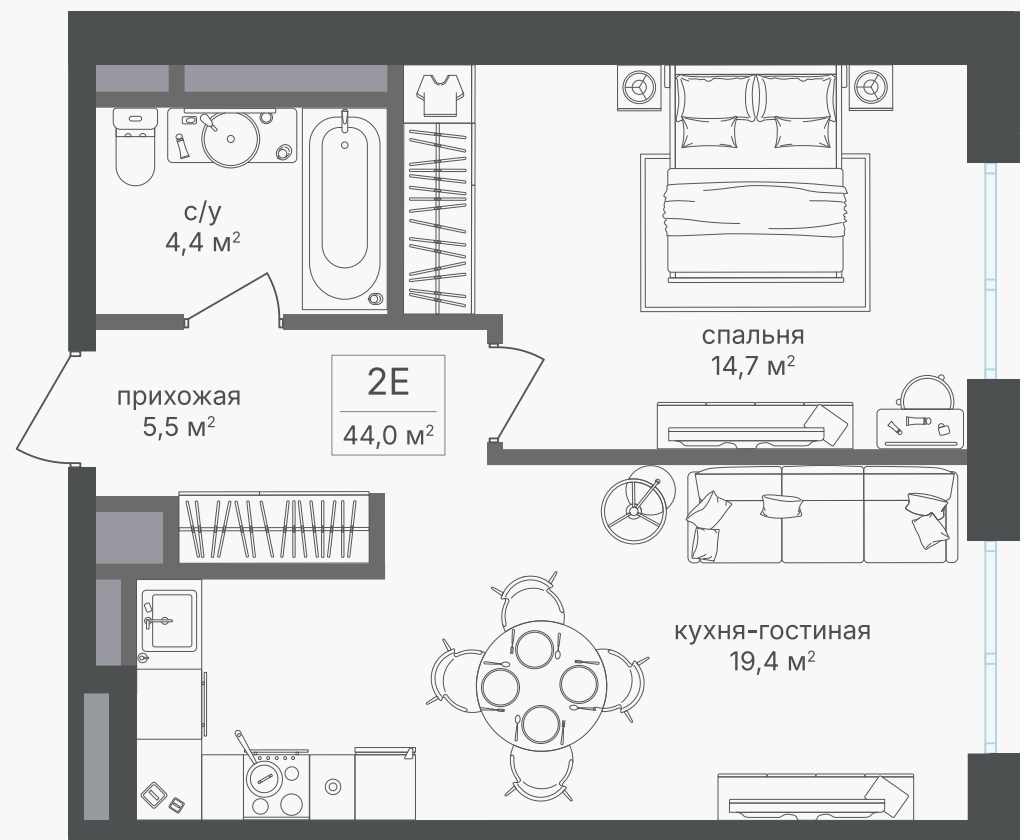 с/у
4,4 м²
спальня
14,7 м²
прихожая
5,5 м²
2Е
44,0 м²
кухня-гостиная
19,4 м²